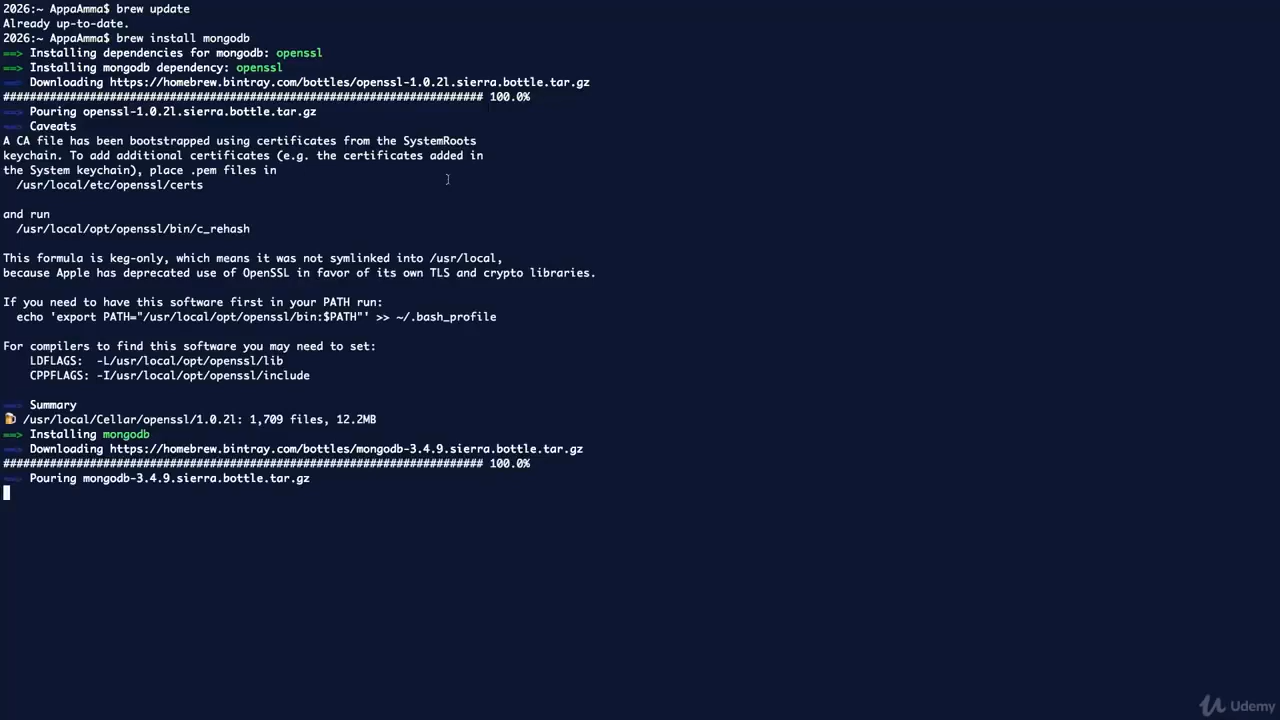 2026:~ AppaAmma$ brew update
Already up-to-date.
2026:~ AppaAmma$ brew install mongodb
==> Installing dependencies for mongodb: openssl
==> Installing mongodb dependency: openssl
==> Downloading https://homebrew.bintray.com/bottles/openssl-1.0.2l.sierra.bottle.tar.gz
######################################################################## 100.0%
==> Pouring openssl-1.0.2l.sierra.bottle.tar.gz
==> Caveats
A CA file has been bootstrapped using certificates from the SystemRoots
keychain. To add additional certificates (e.g. the certificates added in
the System keychain), place .pem files in
  /usr/local/etc/openssl/certs
and run
  /usr/local/opt/openssl/bin/c_rehash
This formula is keg-only, which means it was not symlinked into /usr/local,
because Apple has deprecated use of OpenSSL in favor of its own TLS and crypto libraries.
If you need to have this software first in your PATH run:
  echo 'export PATH="/usr/local/opt/openssl/bin:$PATH"' >> ~/.bash_profile
For compilers to find this software you may need to set:
    LDFLAGS:  -L/usr/local/opt/openssl/lib
    CPPFLAGS: -I/usr/local/opt/openssl/include
==> Summary
🍺 /usr/local/Cellar/openssl/1.0.2l: 1,709 files, 12.2MB
==> Installing mongodb
==> Downloading https://homebrew.bintray.com/bottles/mongodb-3.4.9.sierra.bottle.tar.gz
######################################################################## 100.0%
==> Pouring mongodb-3.4.9.sierra.bottle.tar.gz
Udemy